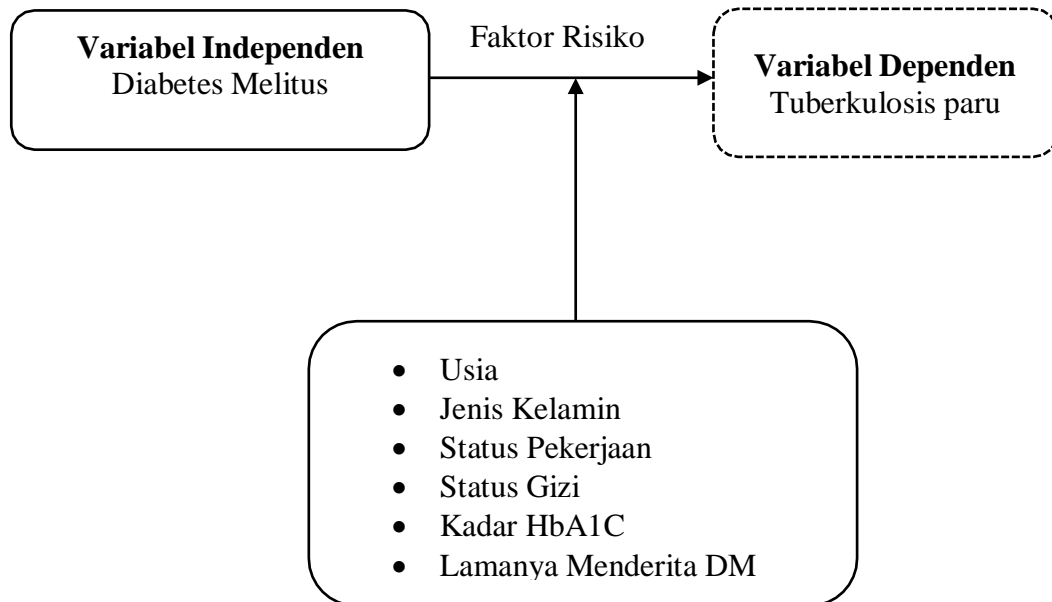 Variabel Independen
Diabetes Melitus
Faktor Risiko
Variabel Dependen
Tuberkulosis paru
• Usia
• Jenis Kelamin
• Status Pekerjaan
• Status Gizi
• Kadar HbA1C
• Lamanya Menderita DM